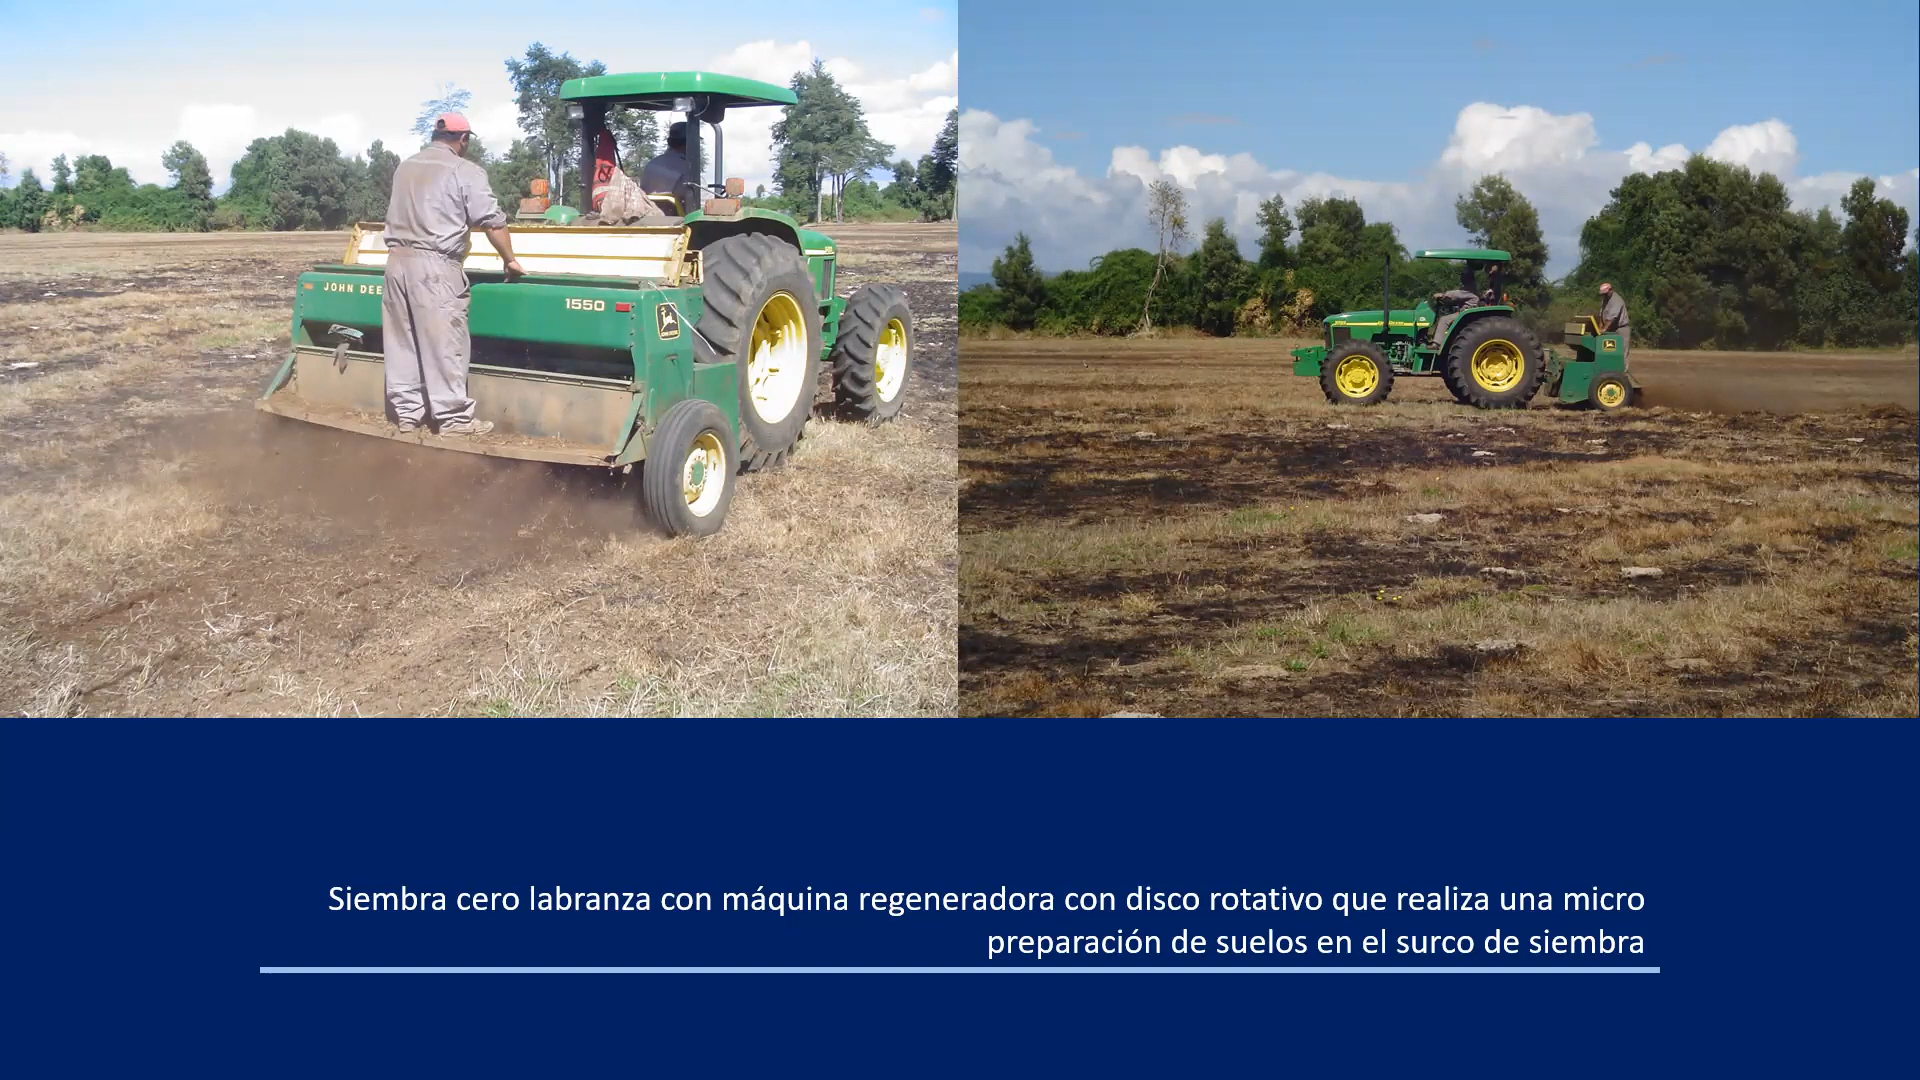 JOHN DEE
1550
Siembra cero labranza con máquina regeneradora con disco rotativo que realiza una micro
preparación de suelos en el surco de siembra